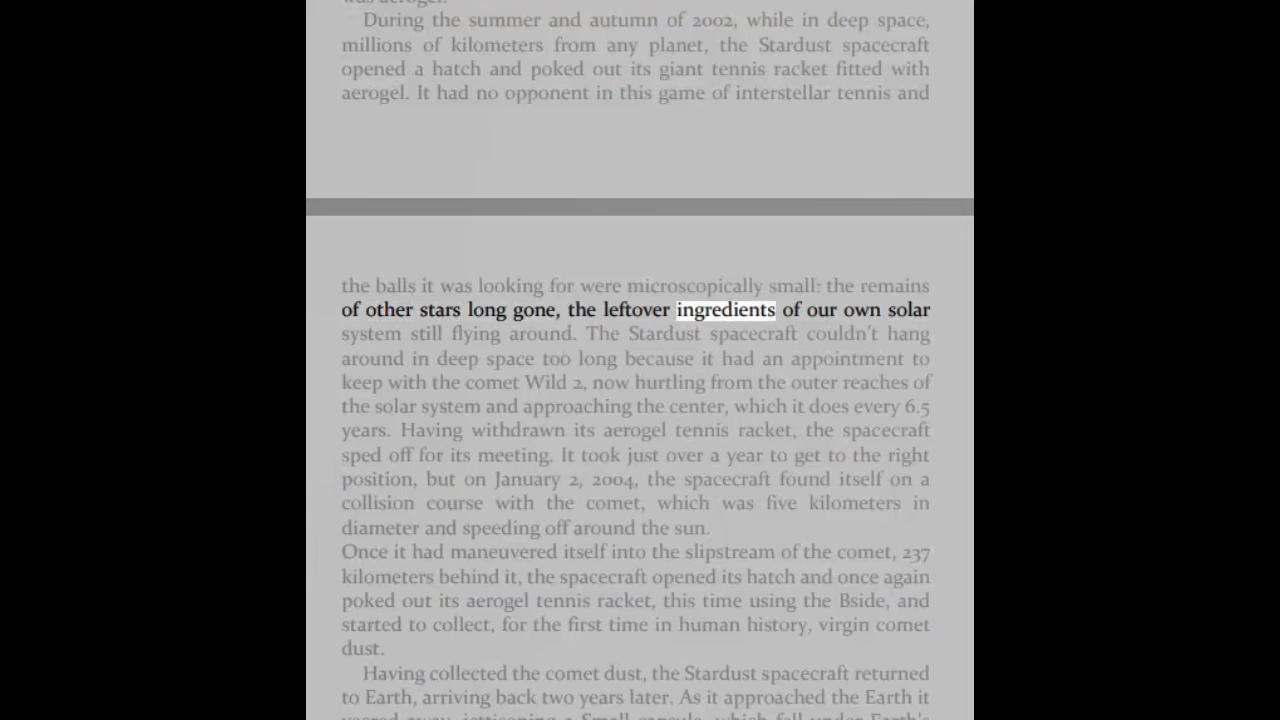 was aerogel.
During the summer and autumn of 2002, while in deep space,
millions of kilometers from any planet, the Stardust spacecraft
opened a hatch and poked out its giant tennis racket fitted with
aerogel. It had no opponent in this game of interstellar tennis and
the balls it was looking for were microscopically small: the remains
of other stars long gone, the leftover ingredients of our own solar
system still flying around. The Stardust spacecraft couldn't hang
around in deep space too long because it had an appointment to
keep with the comet Wild 2, now hurtling from the outer reaches of
the solar system and approaching the center, which it does every 6.5
years. Having withdrawn its aerogel tennis racket, the spacecraft
sped off for its meeting. It took just over a year to get to the right
position, but on January 2, 2004, the spacecraft found itself on a
collision course with the comet, which was five kilometers in
diameter and speeding off around the sun.
Once it had maneuvered itself into the slipstream of the comet, 237
kilometers behind it, the spacecraft opened its hatch and once again
poked out its aerogel tennis racket, this time using the Bside, and
started to collect, for the first time in human history, virgin comet
dust.
Having collected the comet dust, the Stardust spacecraft returned
to Earth, arriving back two years later. As it approached the Earth it
veered away, jettisoning a Small capsule, which fell under Earth's